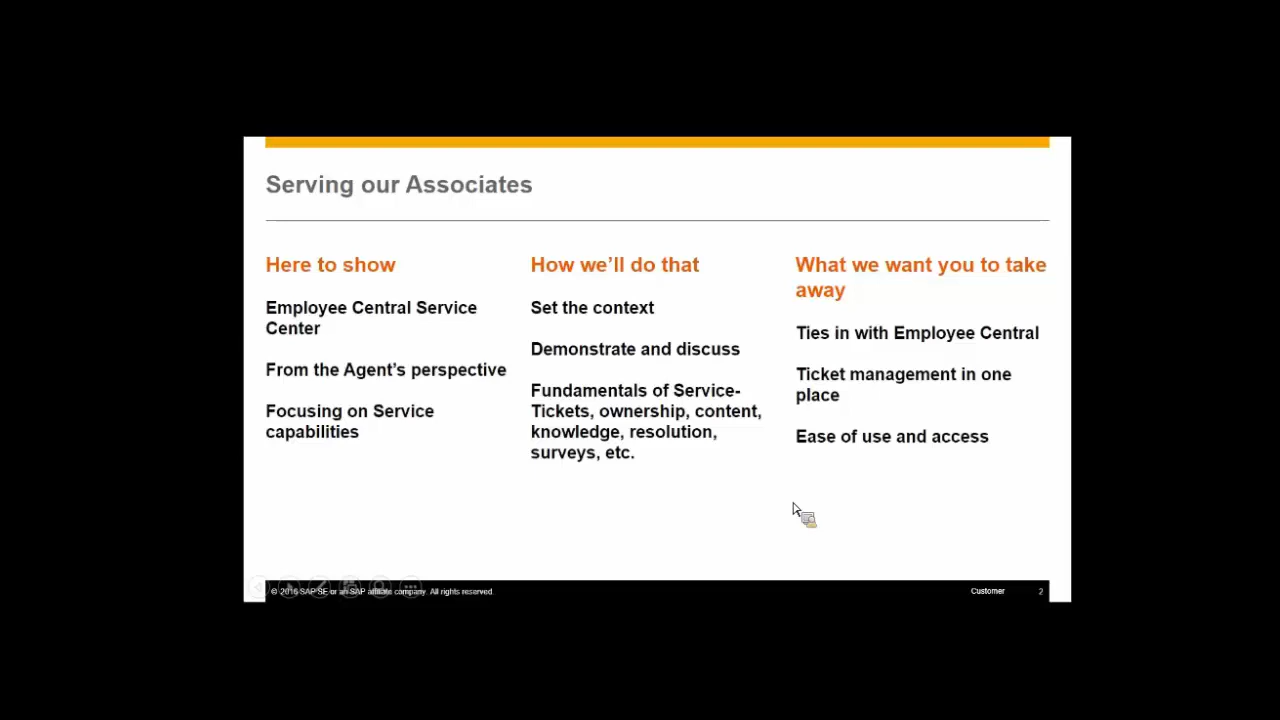 Serving our Associates
Here to show
Employee Central Service
Center
From the Agent's perspective
Focusing on Service
capabilities
How we'll do that
Set the context
Demonstrate and discuss
Fundamentals of Service-
Tickets, ownership, content,
knowledge, resolution,
surveys, etc.
What we want you to take
away
Ties in with Employee Central
Ticket management in one
place
Ease of use and access
© 2016 SAP SE or an SAP affiliate company. All rights reserved.
Customer
2